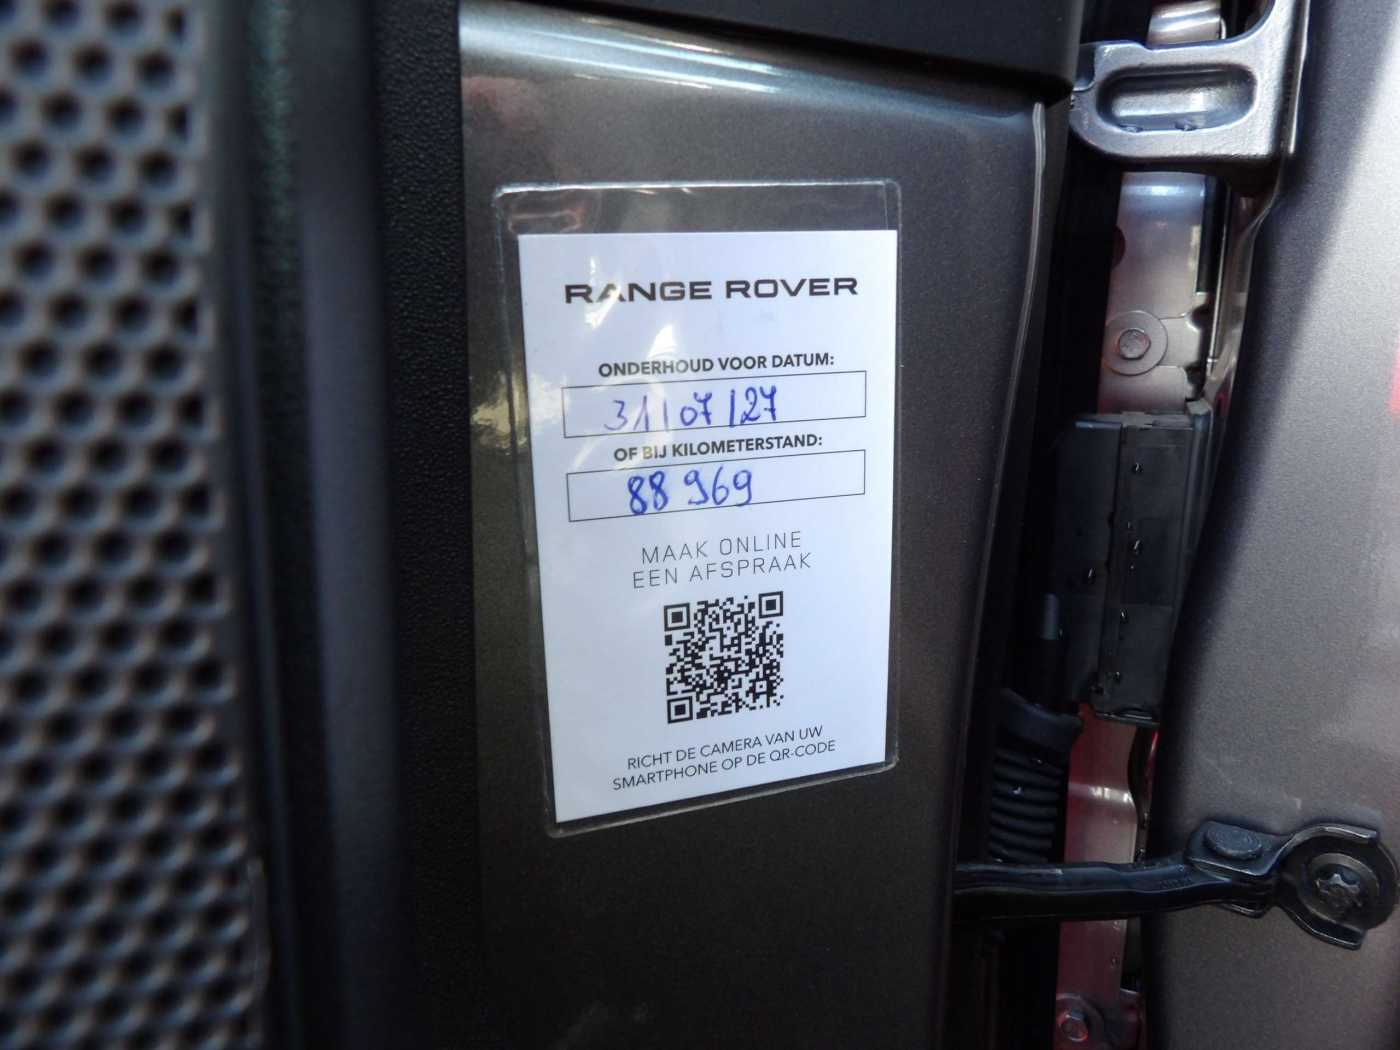 RANGE ROVER
ONDERHOUD VOOR DATUM:
31/07/27
OF BIJ KILOMETERSTAND:
88 969
MAAK ONLINE
EEN AFSPRAAK
RICHT DE CAMERA VAN UW
SMARTPHONE OP DE QR-CODE